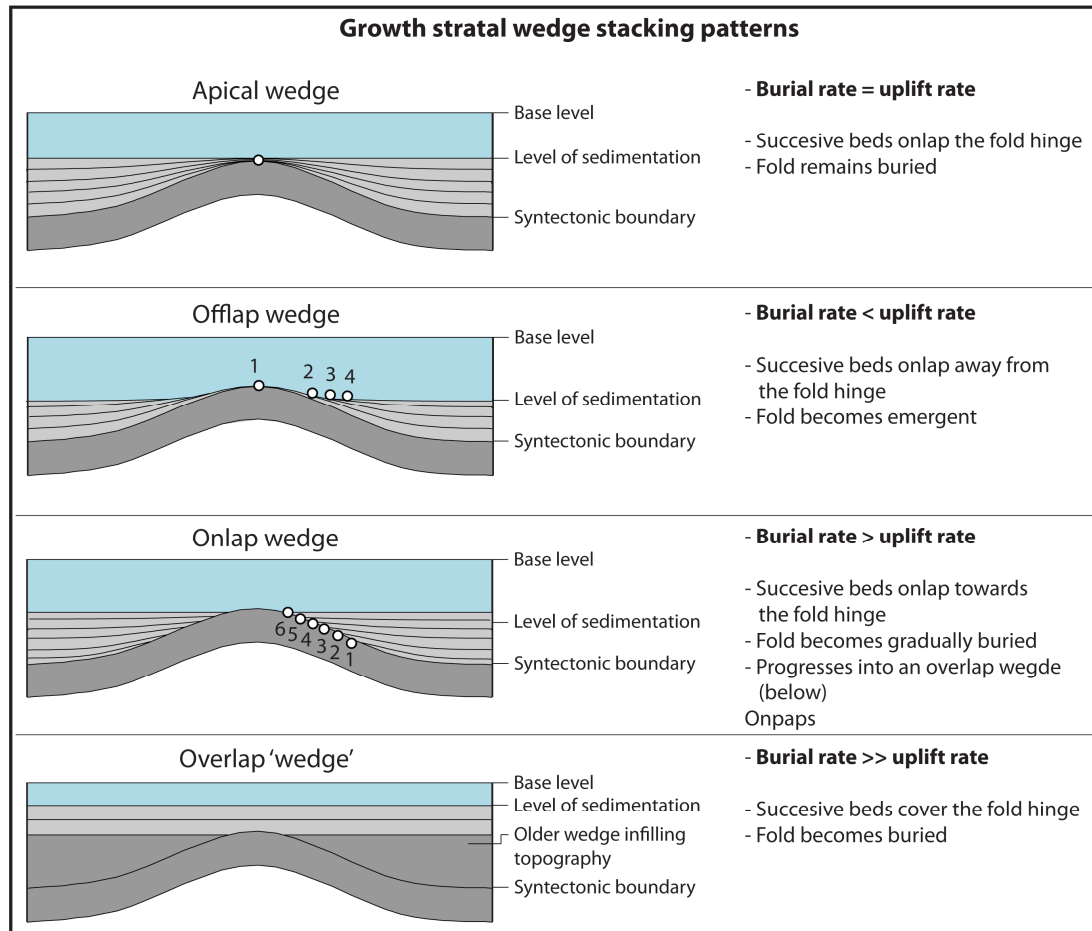 Growth stratal wedge stacking patterns
Apical wedge
Base level
Level of sedimentation
Syntectonic boundary
- Burial rate = uplift rate
- Succesive beds onlap the fold hinge
- Fold remains buried
Offlap wedge
1
2 3 4
Base level
Level of sedimentation
Syntectonic boundary
- Burial rate < uplift rate
- Succesive beds onlap away from
the fold hinge
- Fold becomes emergent
Onlap wedge
6 5 4 3 2 1
Base level
Level of sedimentation
Syntectonic boundary
- Burial rate > uplift rate
- Succesive beds onlap towards
the fold hinge
- Fold becomes gradually buried
- Progresses into an overlap wegde
(below)
Onpaps
Overlap ‘wedge’
Base level
Level of sedimentation
Older wedge infilling
topography
Syntectonic boundary
- Burial rate >> uplift rate
- Succesive beds cover the fold hinge
- Fold becomes buried